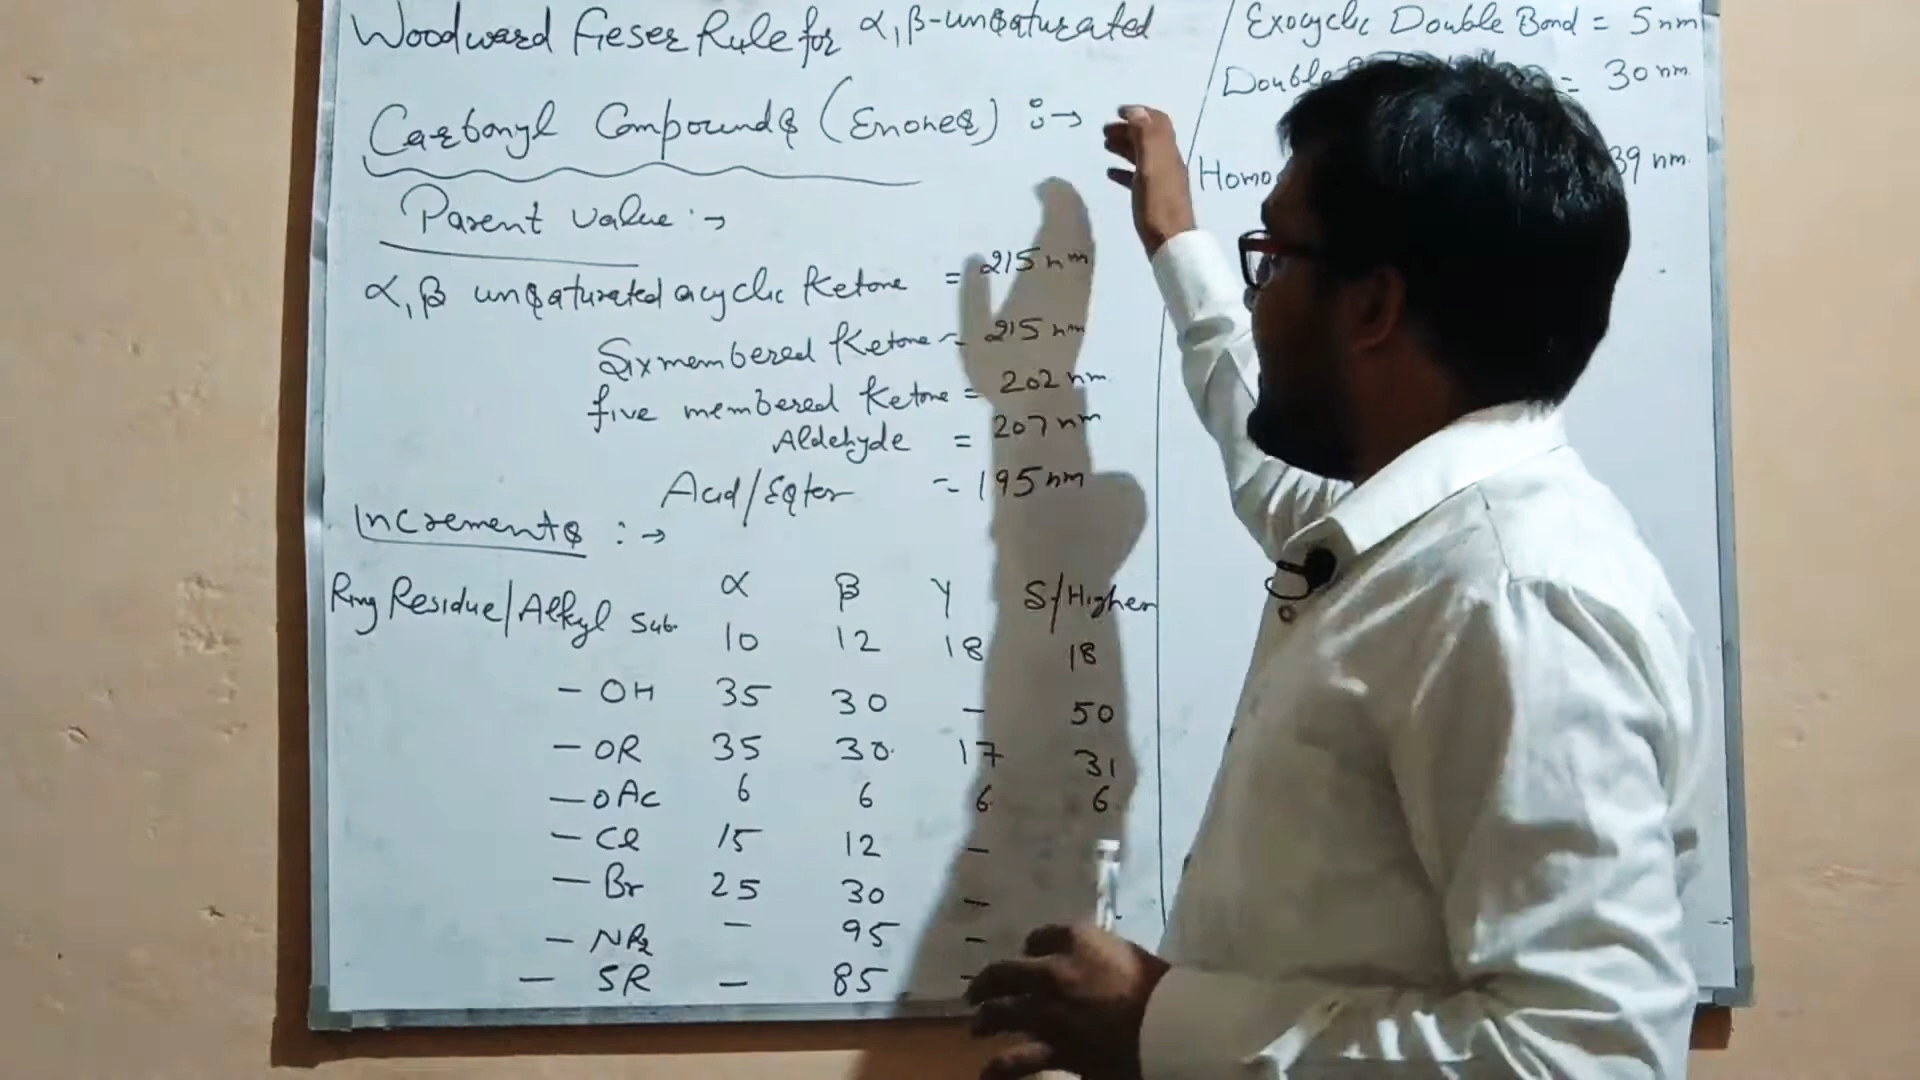 Woodward Fieser Rule for α,β-unsaturated
Carbonyl Compounds (Enones) :→
Parent value :→
α,β unsaturated acyclic Ketone = 215 nm
Six membered Ketone = 215 nm
five membered Ketone = 202 nm
Aldehyde = 207 nm
Acid/Ester = 195 nm
Increments :→
Ring Residue/Alkyl Sub. α β γ δ/Higher
10 12 18 18
- OH 35 30 - 50
- OR 35 30 17 31
- OAc 6 6 6 6
- Cl 15 12 -
- Br 25 30 -
- NR2 - 95 -
- SR - 85 -
Exocyclic Double Bond = 5 nm
Double = 30 nm
Homo 39 nm.